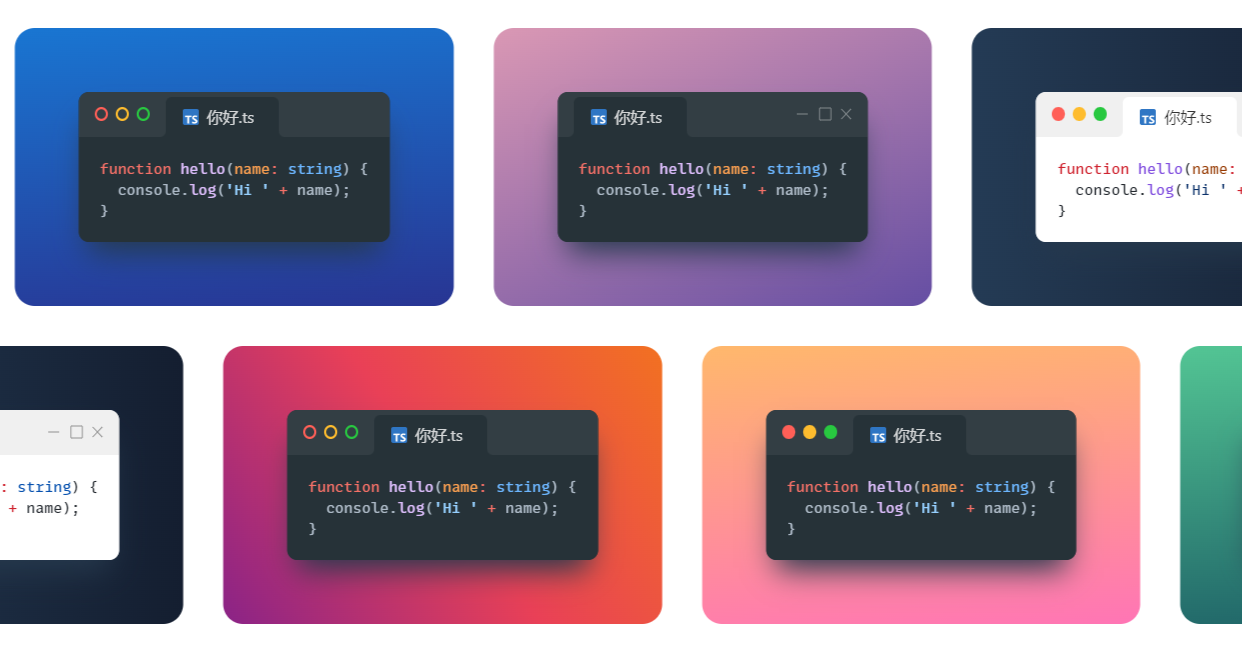 TS 你好.ts
function hello(name: string) {
  console.log('Hi ' + name);
}
TS 你好.ts
function hello(name: string) {
  console.log('Hi ' + name);
}
TS 你好.ts
function hello(name:
  console.log('Hi ' +
}
: string) {
+ name);
TS 你好.ts
function hello(name: string) {
  console.log('Hi ' + name);
}
TS 你好.ts
function hello(name: string) {
  console.log('Hi ' + name);
}